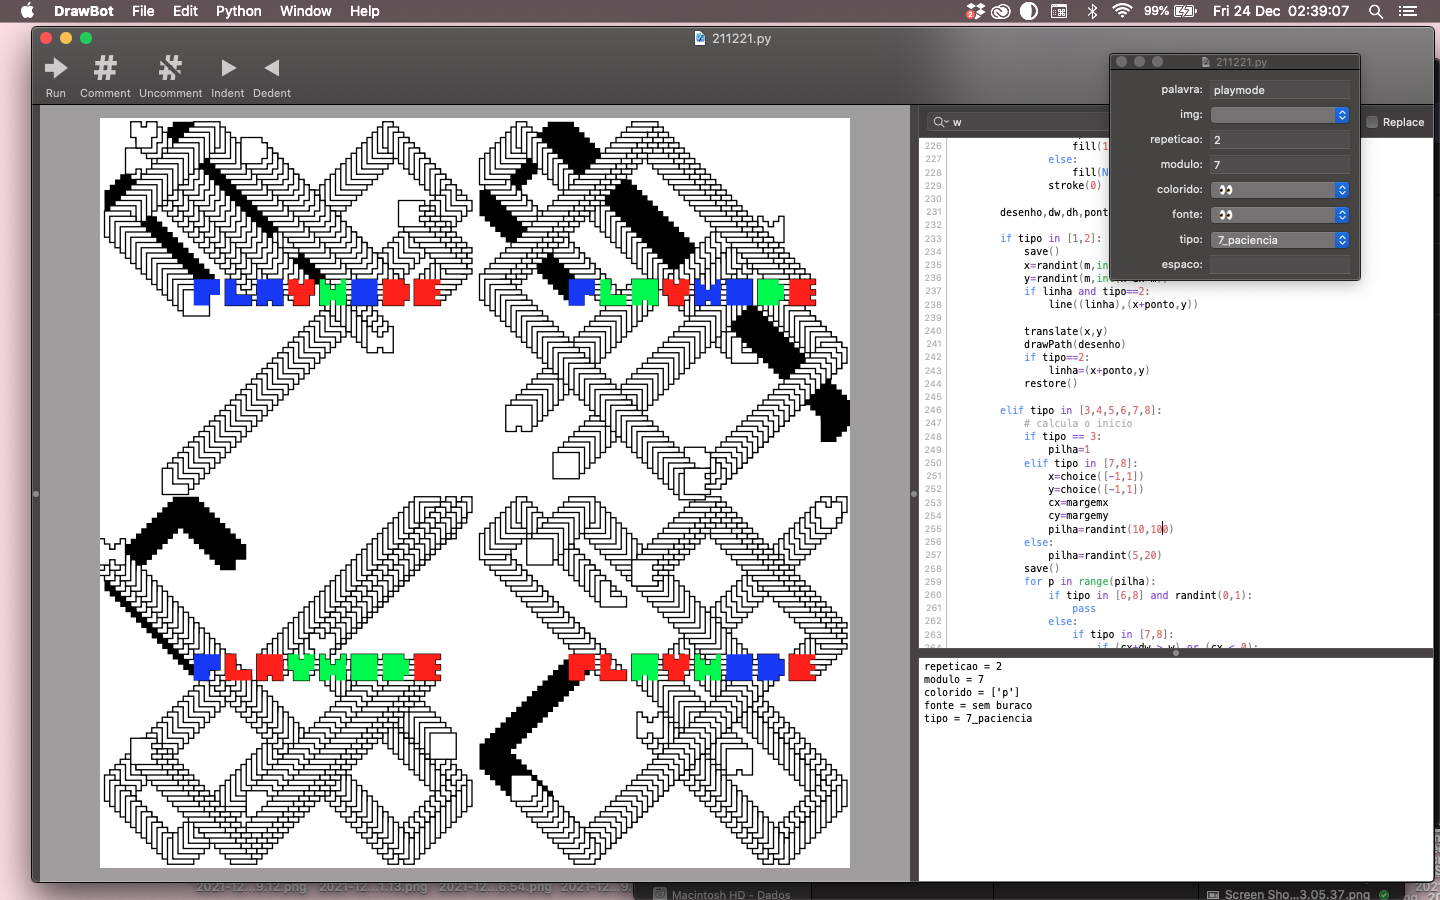 DrawBot File Edit Python Window Help
2
99% Fri 24 Dec 02:39:07
211221.py
Run Comment Uncomment Indent Dedent
211221.py
palavra: playmode
img:
repeticao: 2
modulo: 7
colorido: 👀
fonte: 👀
tipo: 7_paciencia
espaco:
w
Replace
226 fill(1
227 else:
228 fill(N
229 stroke(0)
230
231 desenho,dw,dh,pont
232
233 if tipo in [1,2]:
234 save()
235 x=randint(m,in
236 y=randint(m,in
237 if linha and tipo==2:
238 line((linha),(x+ponto,y))
239
240 translate(x,y)
241 drawPath(desenho)
242 if tipo==2:
243 linha=(x+ponto,y)
244 restore()
245
246 elif tipo in [3,4,5,6,7,8]:
247 # calcula o inicio
248 if tipo == 3:
249 pilha=1
250 elif tipo in [7,8]:
251 x=choice([-1,1])
252 y=choice([-1,1])
253 cx=margemx
254 cy=margemy
255 pilha=randint(10,100)
256 else:
257 pilha=randint(5,20)
258 save()
259 for p in range(pilha):
260 if tipo in [6,8] and randint(0,1):
261 pass
262 else:
263 if tipo in [7,8]:
264 if (cx+dw > w) or (cx < 0):
repeticao = 2
modulo = 7
colorido = ['p']
fonte = sem buraco
tipo = 7_paciencia
PLAYMODE
PLAYMODE
PLAYMODE
PLAYMODE
2021-12...9.12.png 2021-12...1.13.png 2021-12...6.54.png 2021-12...9.
Macintosh HD - Dados
Screen Sho...3.05.37.png